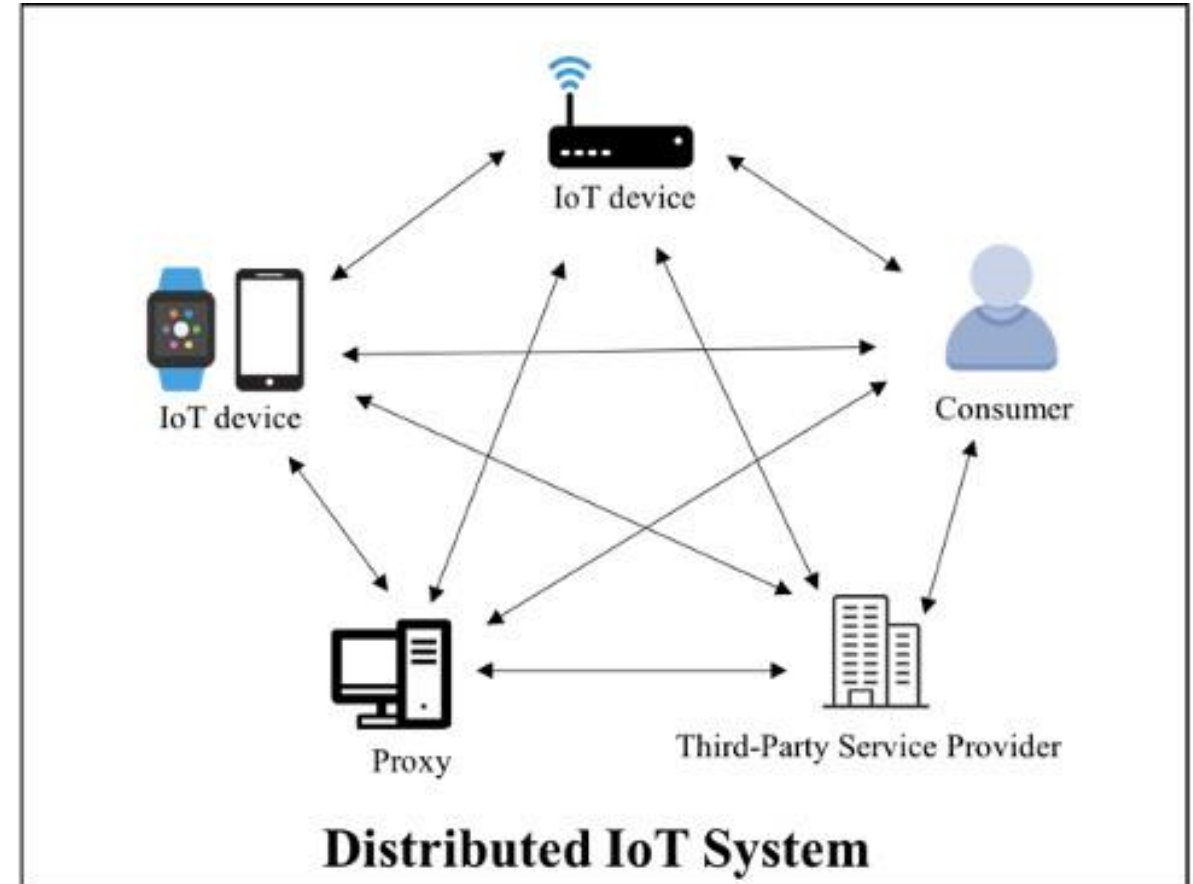 IoT device
IoT device
Consumer
Proxy
Third-Party Service Provider
Distributed IoT System